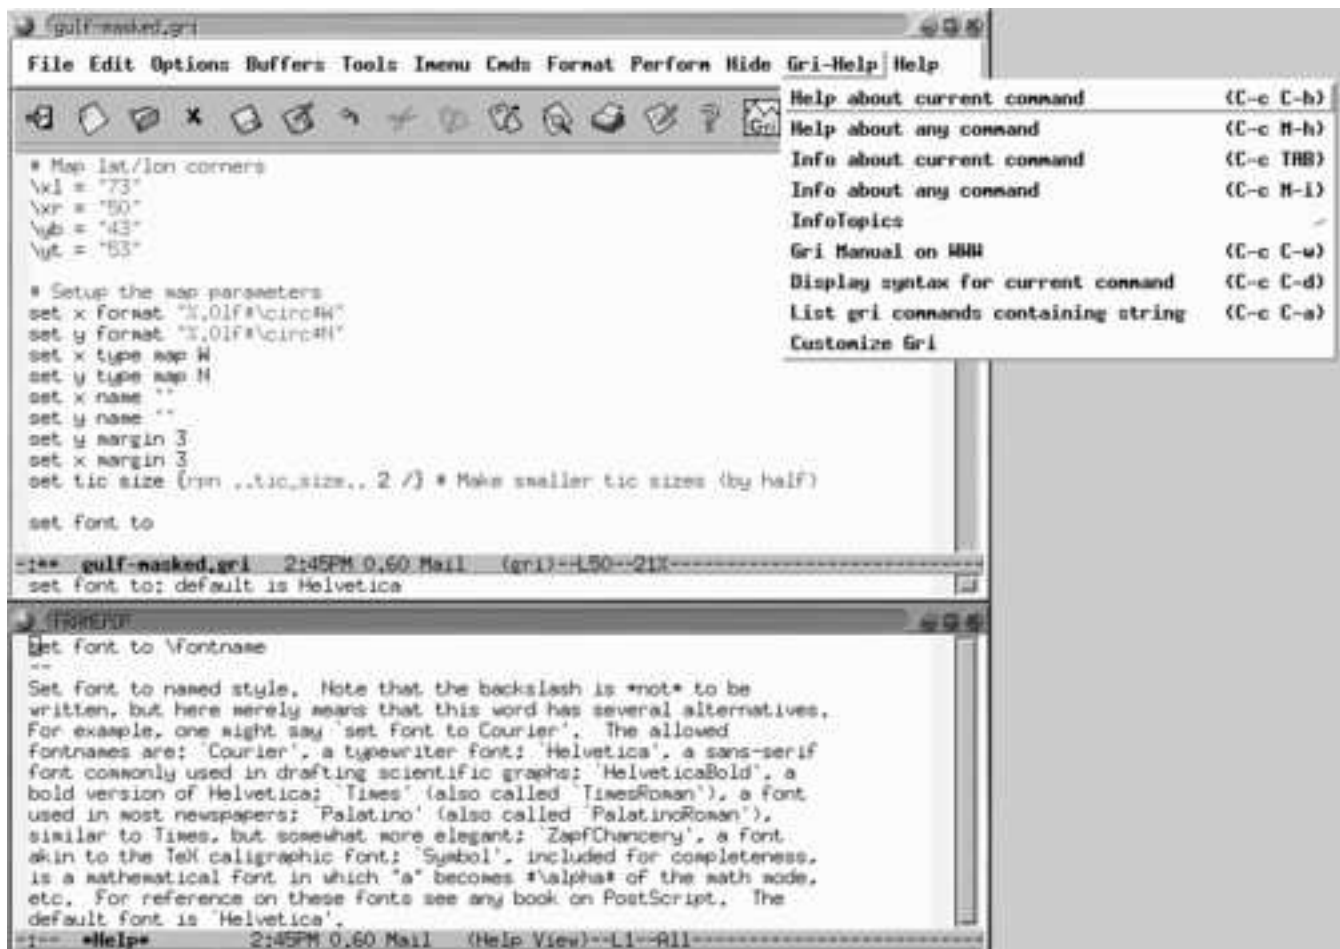 gulf-masked.gri
File Edit Options Buffers Tools Imenu Cmds Format Perform Hide Gri-Help Help
Gri
Help about current command (C-c C-h)
Help about any command (C-c M-h)
Info about current command (C-c TAB)
Info about any command (C-c M-i)
InfoTopics
Gri Manual on WWW (C-c C-w)
Display syntax for current command (C-c C-d)
List gri commands containing string (C-c C-a)
Customize Gri
# Map lat/lon corners
\xl = "73"
\xr = "50"
\yb = "43"
\yt = "53"
# Setup the map parameters
set x format "%.0lf#\circ#W"
set y format "%.0lf#\circ#N"
set x type map W
set y type map N
set x name ""
set y name ""
set y margin 3
set x margin 3
set tic size {rpn ..tic_size.. 2 /} # Make smaller tic sizes (by half)
set font to
-:** gulf-masked.gri 2:45PM 0.60 Mail (gri)--L50--21%---------------------------
set font to: default is Helvetica
FRAMEPOP
Set font to \fontname
--
Set font to named style. Note that the backslash is *not* to be
written, but here merely means that this word has several alternatives.
For example, one might say `set font to Courier'. The allowed
fontnames are: `Courier', a typewriter font; `Helvetica', a sans-serif
font commonly used in drafting scientific graphs; `HelveticaBold', a
bold version of Helvetica; `Times' (also called `TimesRoman'), a font
used in most newspapers; `Palatino' (also called `PalatinoRoman'),
similar to Times, but somewhat more elegant; `ZapfChancery', a font
akin to the TeX caligraphic font; `Symbol', included for completeness,
is a mathematical font in which "a" becomes #\alpha# of the math mode,
etc. For reference on these fonts see any book on PostScript. The
default font is `Helvetica'.
-:-- *Help* 2:45PM 0.60 Mail (Help View)--L1--All-------------------------